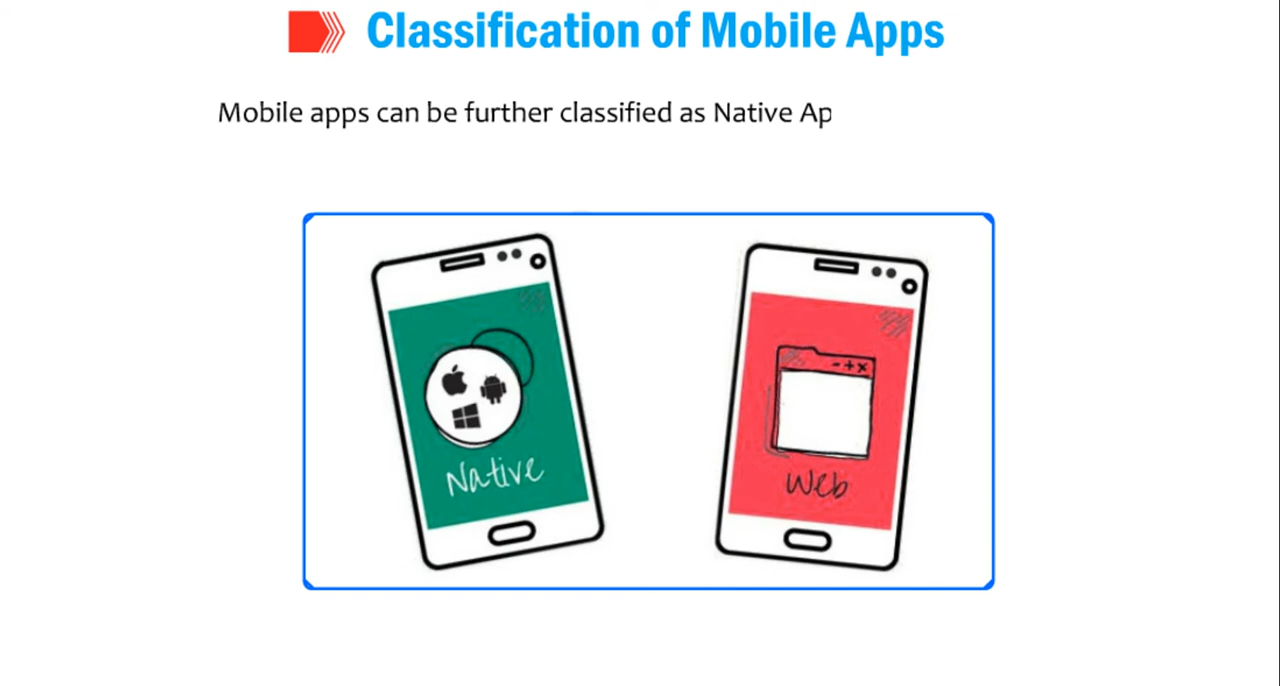 Classification of Mobile Apps
Mobile apps can be further classified as Native Ap
Native
Web